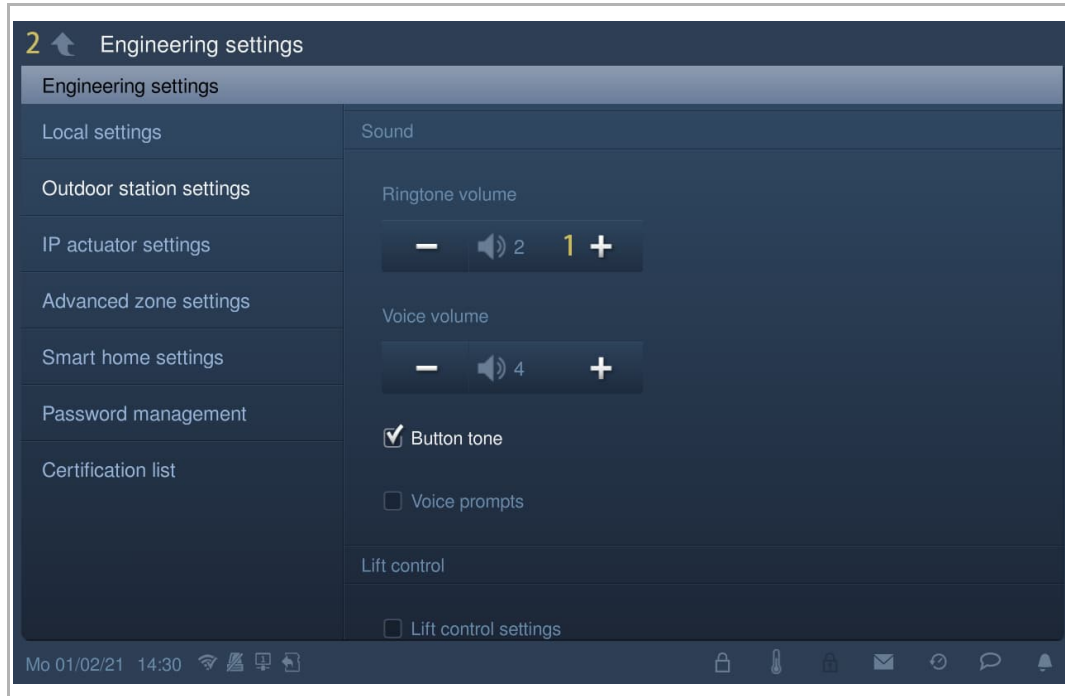 2 Engineering settings
Engineering settings
Local settings
Outdoor station settings
IP actuator settings
Advanced zone settings
Smart home settings
Password management
Certification list
Sound
Ringtone volume
2 1
Voice volume
4
Button tone
Voice prompts
Lift control
Lift control settings
Mo 01/02/21 14:30